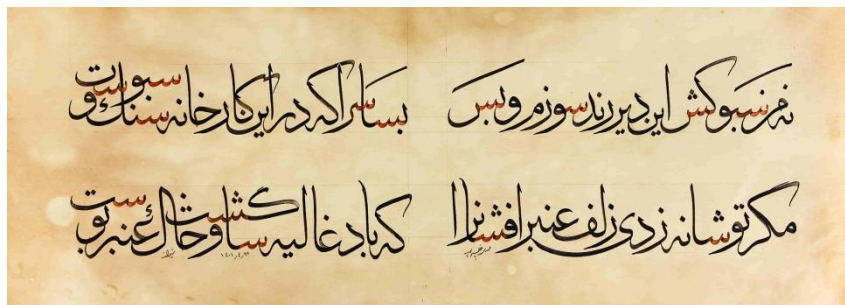 نه من سبوکش این دیر رندسوزم و بس بسا سرا که در این کارخانه سنگ و سبوست
مگر تو شانه زدی زلف عنبرافشان را که باد غالیه سا گشت و خاک عنبربوست